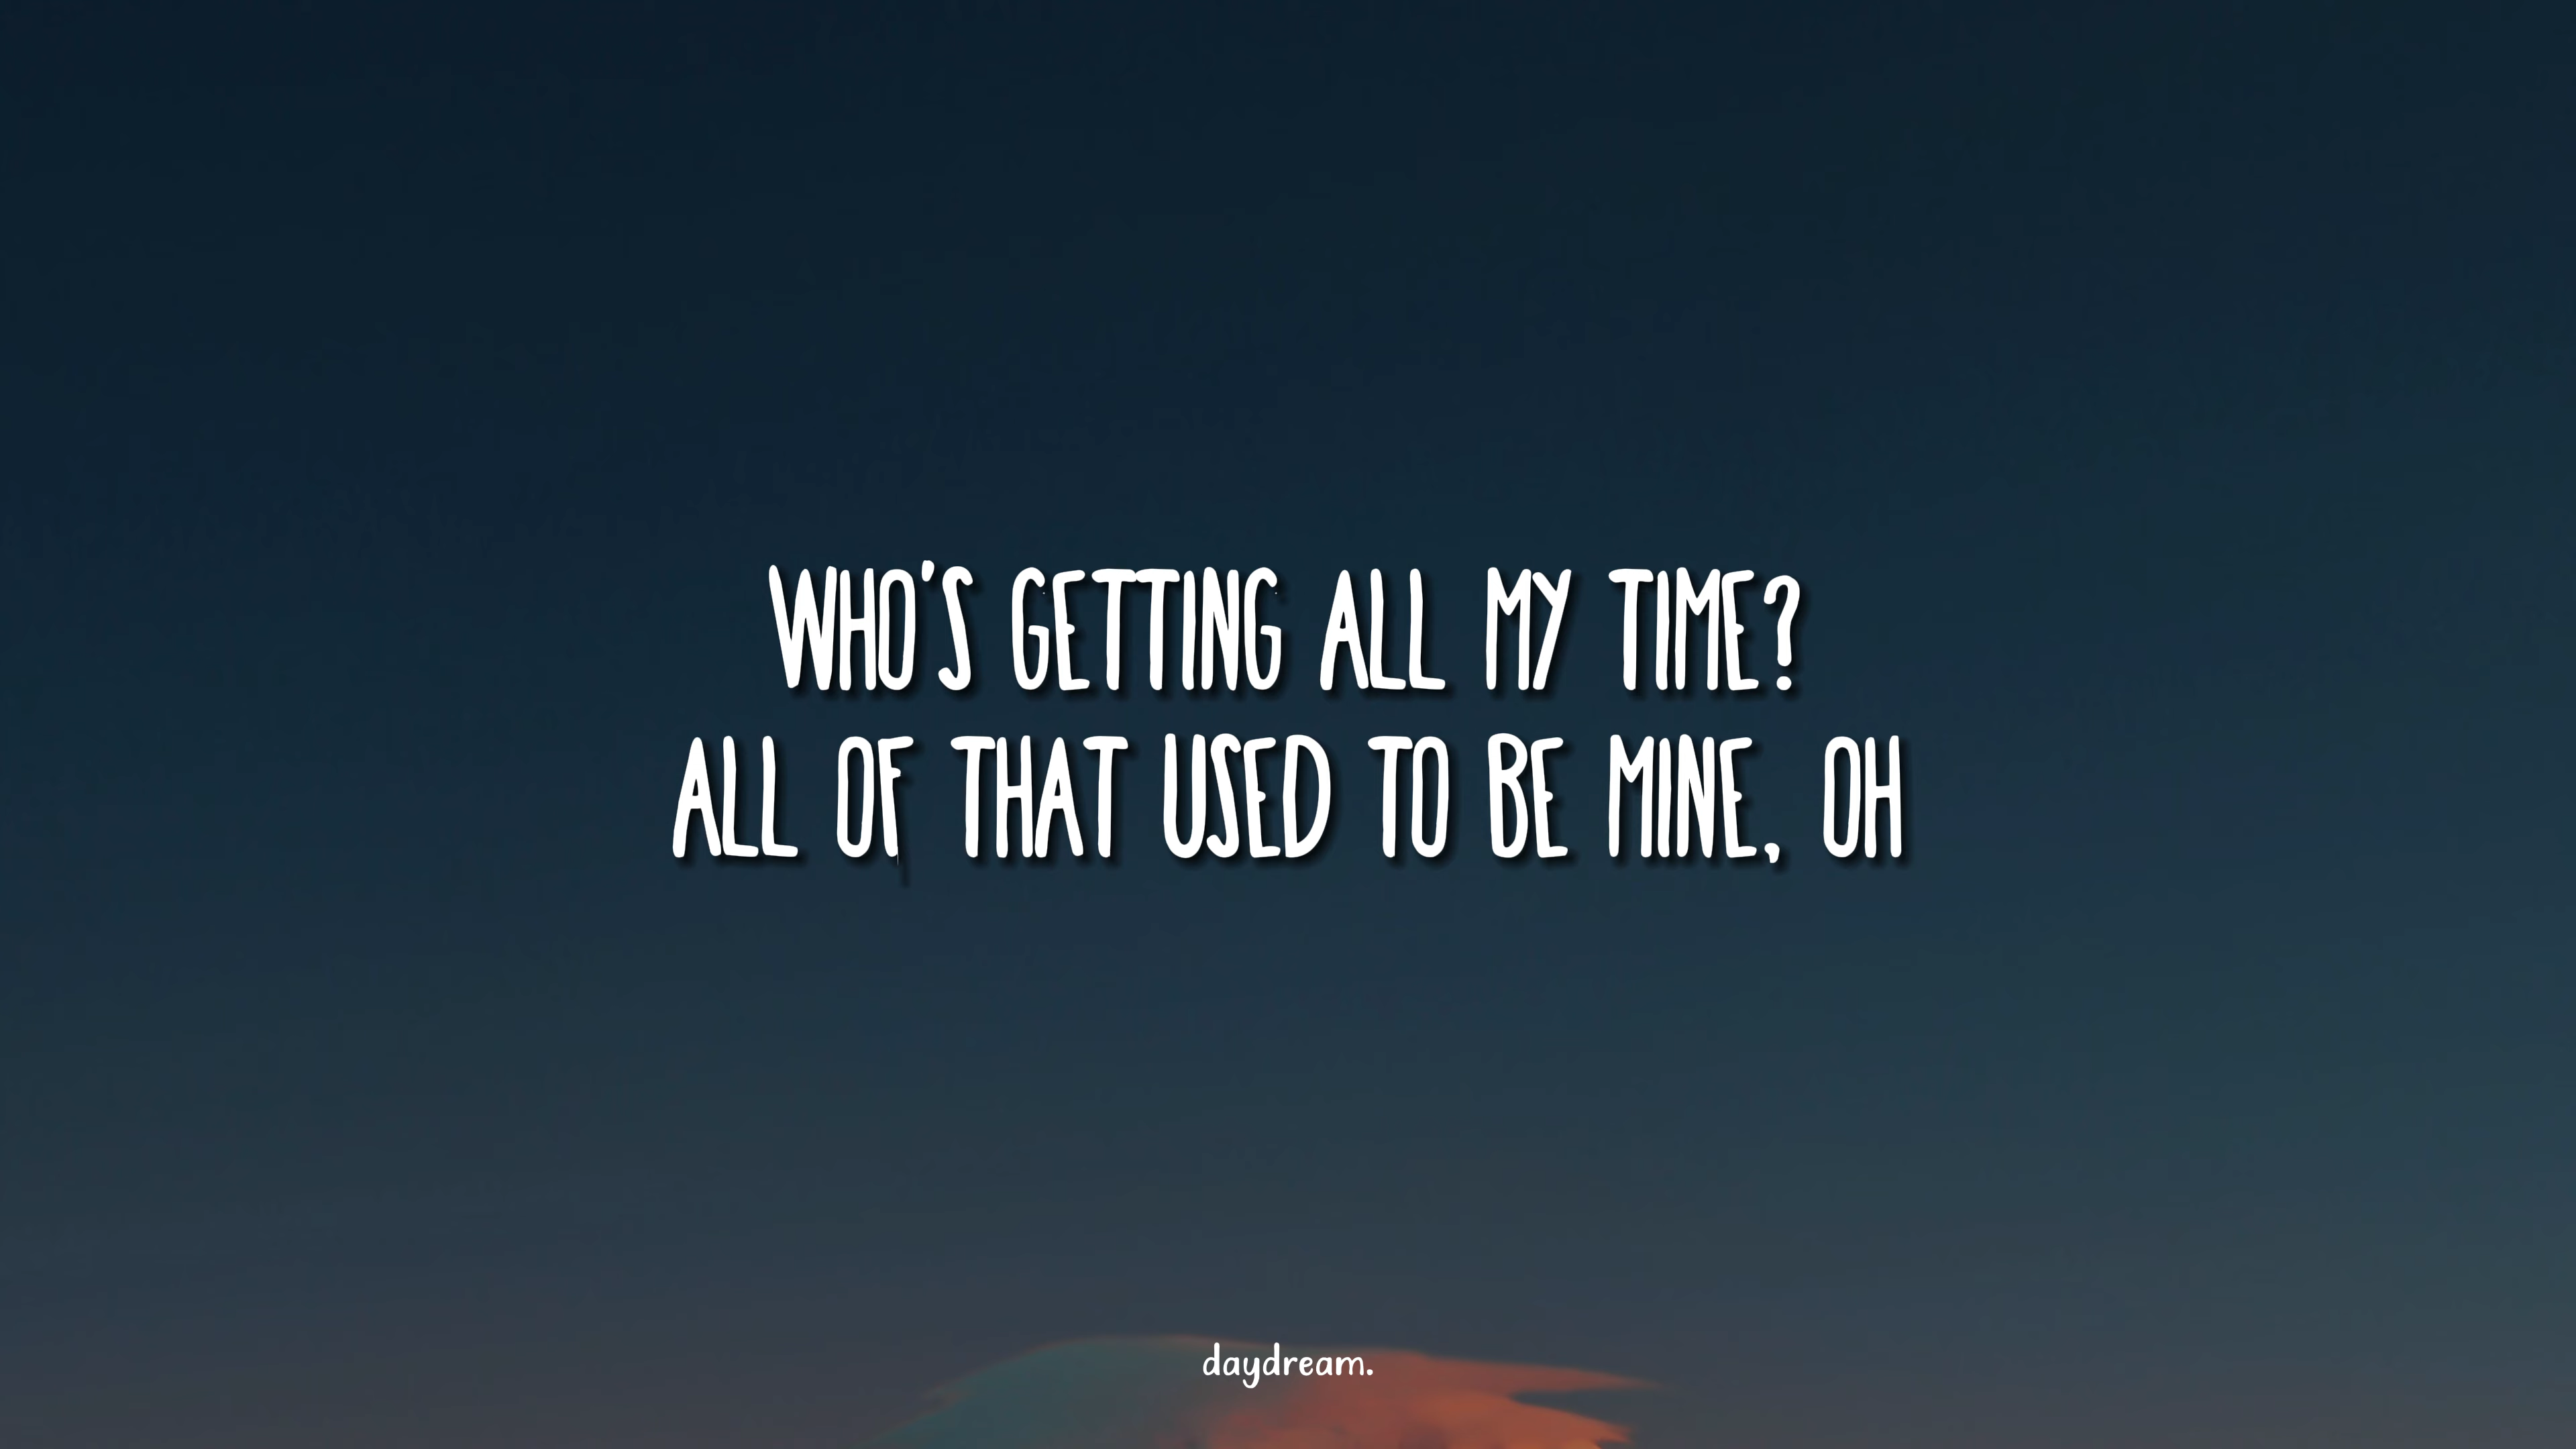 WHO'S GETTING ALL MY TIME?
ALL OF THAT USED TO BE MINE, OH
daydream.